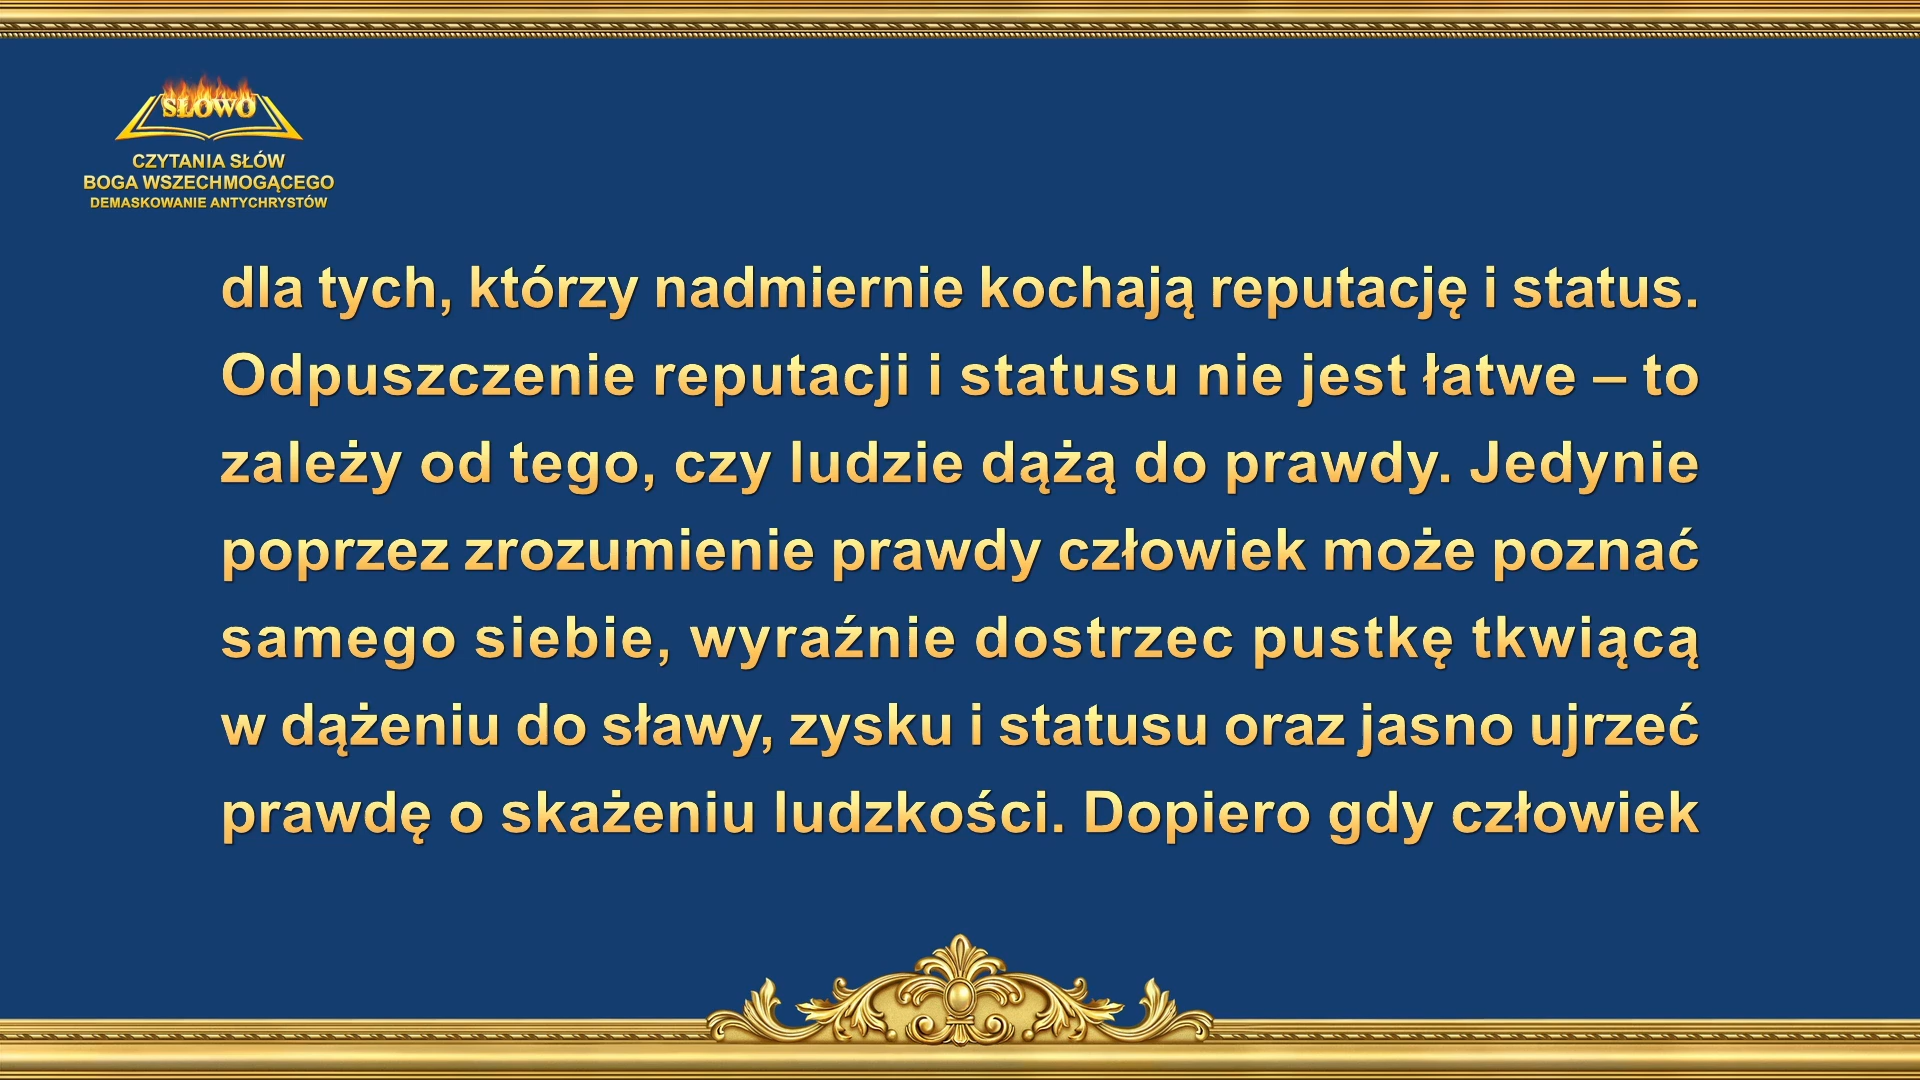 SŁOWO
CZYTANIA SŁÓW
BOGA WSZECHMOGĄCEGO
DEMASKOWANIE ANTYCHRYSTÓW
dla tych, którzy nadmiernie kochają reputację i status.
Odpuszczenie reputacji i statusu nie jest łatwe – to
zależy od tego, czy ludzie dążą do prawdy. Jedynie
poprzez zrozumienie prawdy człowiek może poznać
samego siebie, wyraźnie dostrzec pustkę tkwiącą
w dążeniu do sławy, zysku i statusu oraz jasno ujrzeć
prawdę o skażeniu ludzkości. Dopiero gdy człowiek